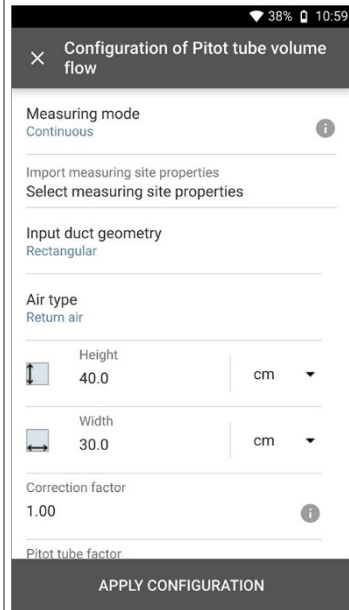 38% 10:59
Configuration of Pitot tube volume
flow
Measuring mode
Continuous
Import measuring site properties
Select measuring site properties
Input duct geometry
Rectangular
Air type
Return air
Height
40.0 cm
Width
30.0 cm
Correction factor
1.00
Pitot tube factor
APPLY CONFIGURATION